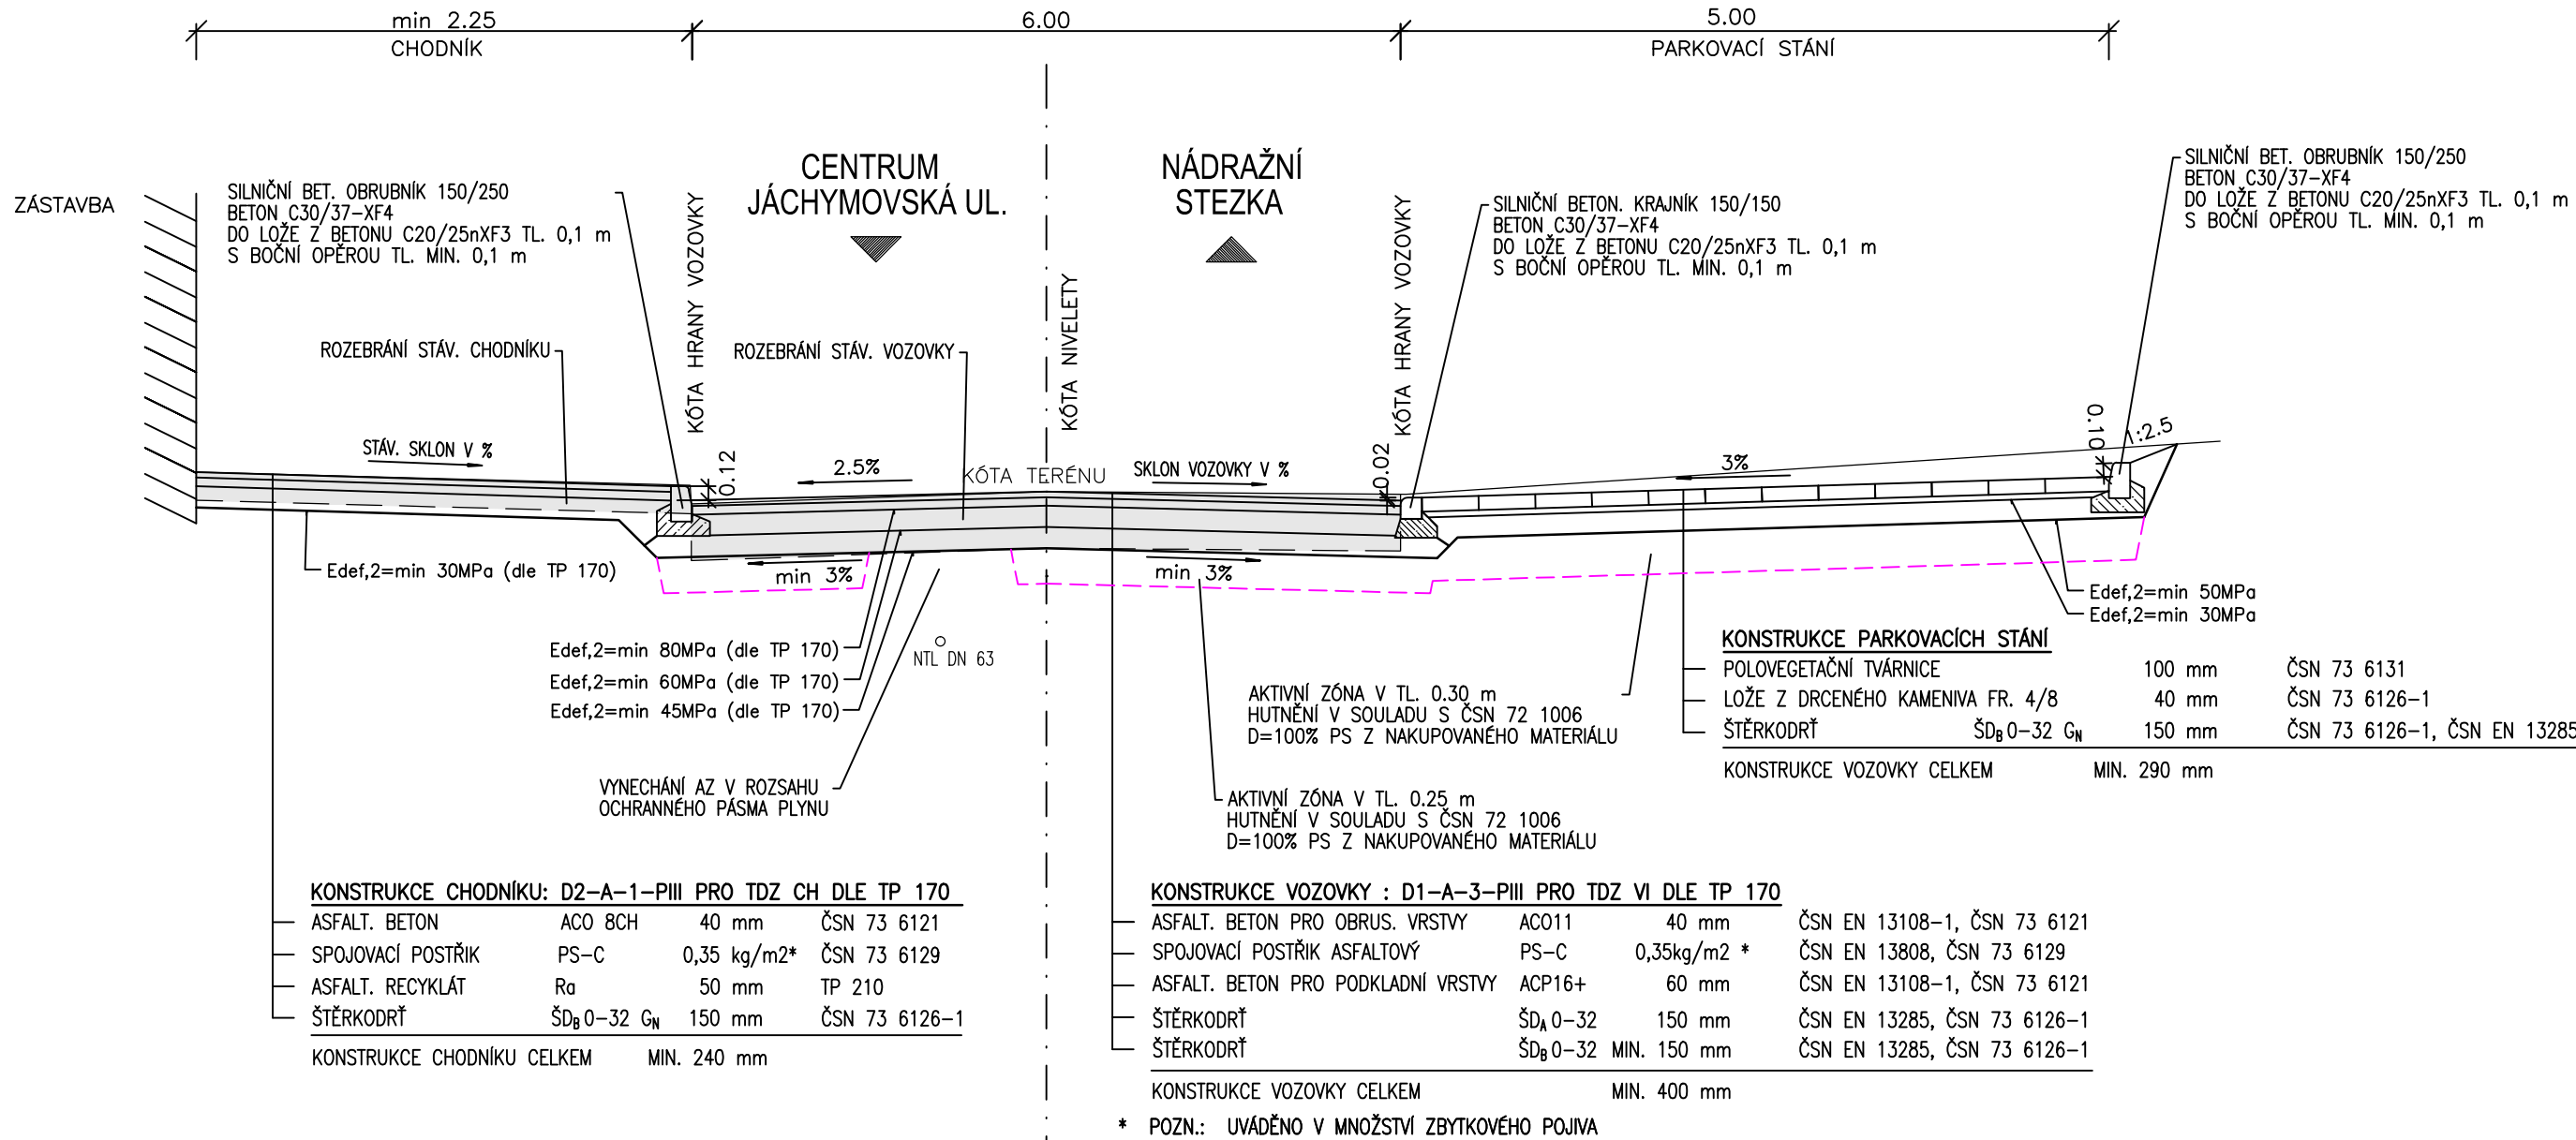 min 2.25
CHODNÍK
6.00
5.00
PARKOVACÍ STÁNÍ
ZÁSTAVBA
SILNIČNÍ BET. OBRUBNÍK 150/250
BETON C30/37-XF4
DO LOŽE Z BETONU C20/25nXF3 TL. 0,1 m
S BOČNÍ OPĚROU TL. MIN. 0,1 m
CENTRUM
JÁCHYMOVSKÁ UL.
NÁDRAŽNÍ
STEZKA
SILNIČNÍ BETON. KRAJNÍK 150/150
BETON C30/37-XF4
DO LOŽE Z BETONU C20/25nXF3 TL. 0,1 m
S BOČNÍ OPĚROU TL. MIN. 0,1 m
SILNIČNÍ BET. OBRUBNÍK 150/250
BETON C30/37-XF4
DO LOŽE Z BETONU C20/25nXF3 TL. 0,1 m
S BOČNÍ OPĚROU TL. MIN. 0,1 m
KÓTA HRANY VOZOVKY
KÓTA NIVELETY
KÓTA HRANY VOZOVKY
ROZEBRÁNÍ STÁV. CHODNÍKU
ROZEBRÁNÍ STÁV. VOZOVKY
STÁV. SKLON V %
0.12
2.5%
KÓTA TERÉNU
SKLON VOZOVKY V %
0.02
3%
0.10
1:2.5
Edef,2=min 30MPa (dle TP 170)
min 3%
min 3%
Edef,2=min 50MPa
Edef,2=min 30MPa
Edef,2=min 80MPa (dle TP 170)
Edef,2=min 60MPa (dle TP 170)
Edef,2=min 45MPa (dle TP 170)
NTL DN 63
VYNECHÁNÍ AZ V ROZSAHU
OCHRANNÉHO PÁSMA PLYNU
AKTIVNÍ ZÓNA V TL. 0.30 m
HUTNĚNÍ V SOULADU S ČSN 72 1006
D=100% PS Z NAKUPOVANÉHO MATERIÁLU
AKTIVNÍ ZÓNA V TL. 0.25 m
HUTNĚNÍ V SOULADU S ČSN 72 1006
D=100% PS Z NAKUPOVANÉHO MATERIÁLU
KONSTRUKCE PARKOVACÍCH STÁNÍ
POLOVEGETAČNÍ TVÁRNICE 100 mm ČSN 73 6131
LOŽE Z DRCENÉHO KAMENIVA FR. 4/8 40 mm ČSN 73 6126-1
ŠTĚRKODRŤ ŠDB 0-32 GN 150 mm ČSN 73 6126-1, ČSN EN 13285
KONSTRUKCE VOZOVKY CELKEM MIN. 290 mm
KONSTRUKCE CHODNÍKU: D2-A-1-PIII PRO TDZ CH DLE TP 170
ASFALT. BETON ACO 8CH 40 mm ČSN 73 6121
SPOJOVACÍ POSTŘIK PS-C 0,35 kg/m2* ČSN 73 6129
ASFALT. RECYKLÁT Ra 50 mm TP 210
ŠTĚRKODRŤ ŠDB 0-32 GN 150 mm ČSN 73 6126-1
KONSTRUKCE CHODNÍKU CELKEM MIN. 240 mm
KONSTRUKCE VOZOVKY : D1-A-3-PIII PRO TDZ VI DLE TP 170
ASFALT. BETON PRO OBRUS. VRSTVY ACO11 40 mm ČSN EN 13108-1, ČSN 73 6121
SPOJOVACÍ POSTŘIK ASFALTOVÝ PS-C 0,35kg/m2 * ČSN EN 13808, ČSN 73 6129
ASFALT. BETON PRO PODKLADNÍ VRSTVY ACP16+ 60 mm ČSN EN 13108-1, ČSN 73 6121
ŠTĚRKODRŤ ŠDA 0-32 150 mm ČSN EN 13285, ČSN 73 6126-1
ŠTĚRKODRŤ ŠDB 0-32 MIN. 150 mm ČSN EN 13285, ČSN 73 6126-1
KONSTRUKCE VOZOVKY CELKEM MIN. 400 mm
* POZN.: UVÁDĚNO V MNOŽSTVÍ ZBYTKOVÉHO POJIVA